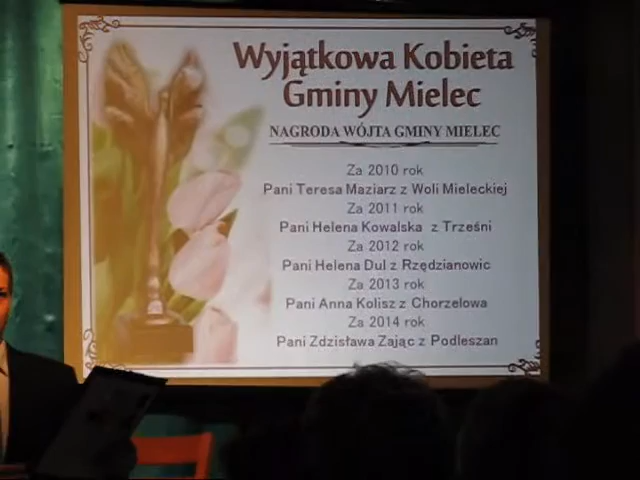 Wyjątkowa Kobieta
Gminy Mielec
NAGRODA WÓJTA GMINY MIELEC
Za 2010 rok
Pani Teresa Maziarz z Woli Mieleckiej
Za 2011 rok
Pani Helena Kowalska z Trześni
Za 2012 rok
Pani Helena Dul z Rzędzianowic
Za 2013 rok
Pani Anna Kolisz z Chorzelowa
Za 2014 rok
Pani Zdzisława Zając z Podleszan